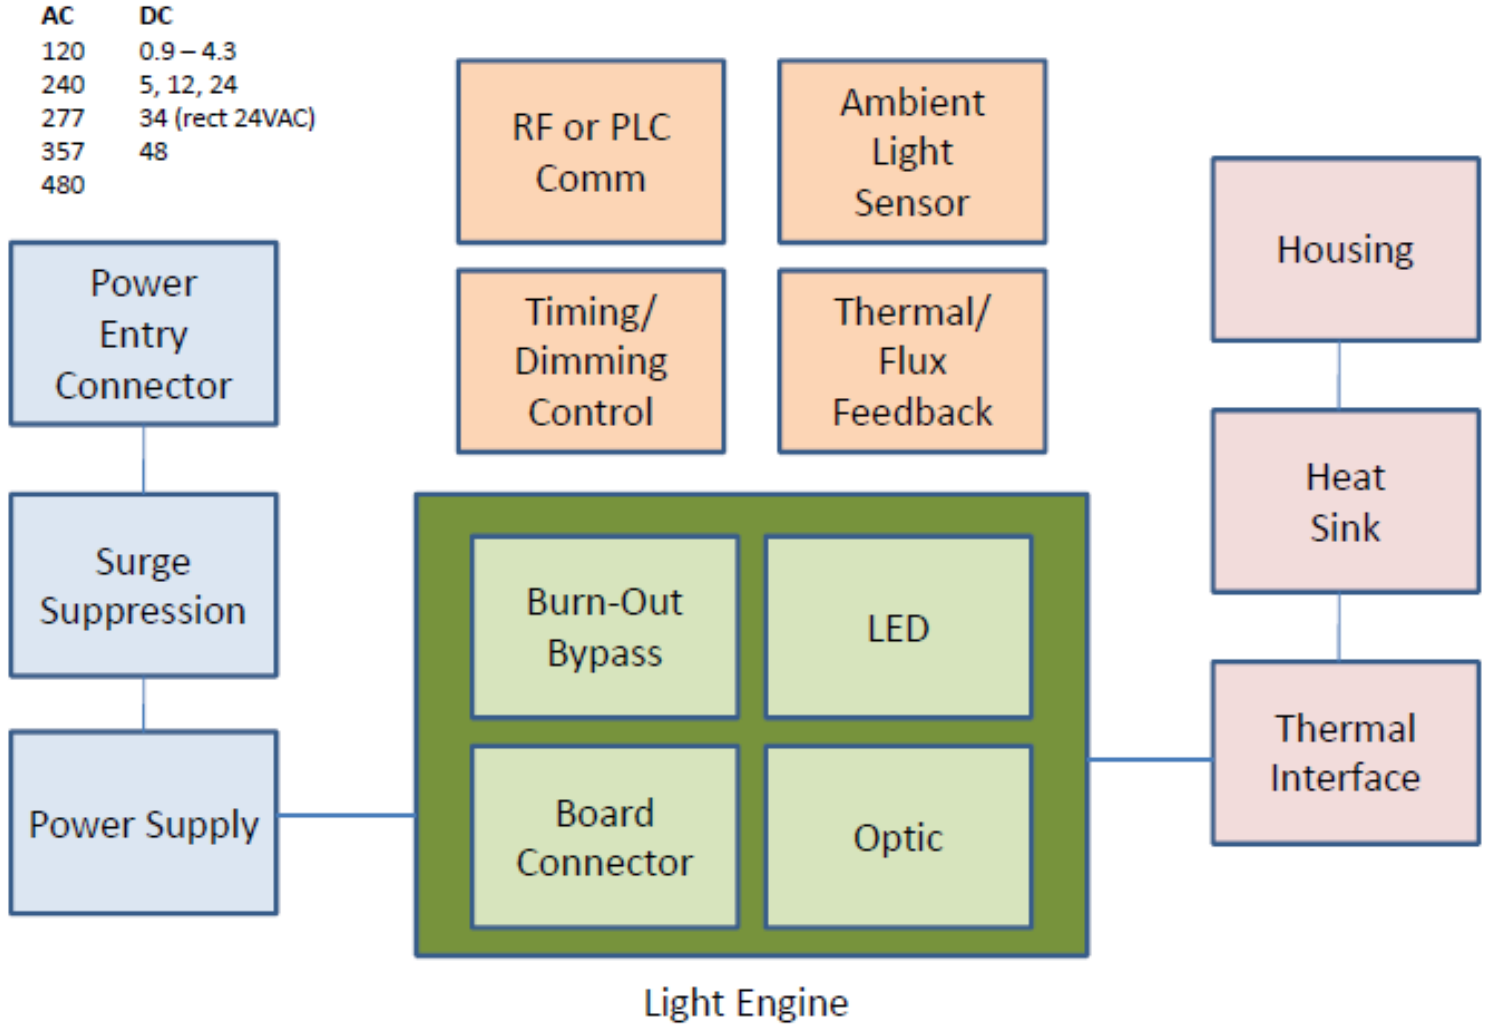 AC DC
120 0.9 – 4.3
240 5, 12, 24
277 34 (rect 24VAC)
357 48
480
Power
Entry
Connector
Surge
Suppression
Power Supply
RF or PLC
Comm
Ambient
Light
Sensor
Timing/
Dimming
Control
Thermal/
Flux
Feedback
Burn-Out
Bypass
LED
Board
Connector
Optic
Light Engine
Housing
Heat
Sink
Thermal
Interface